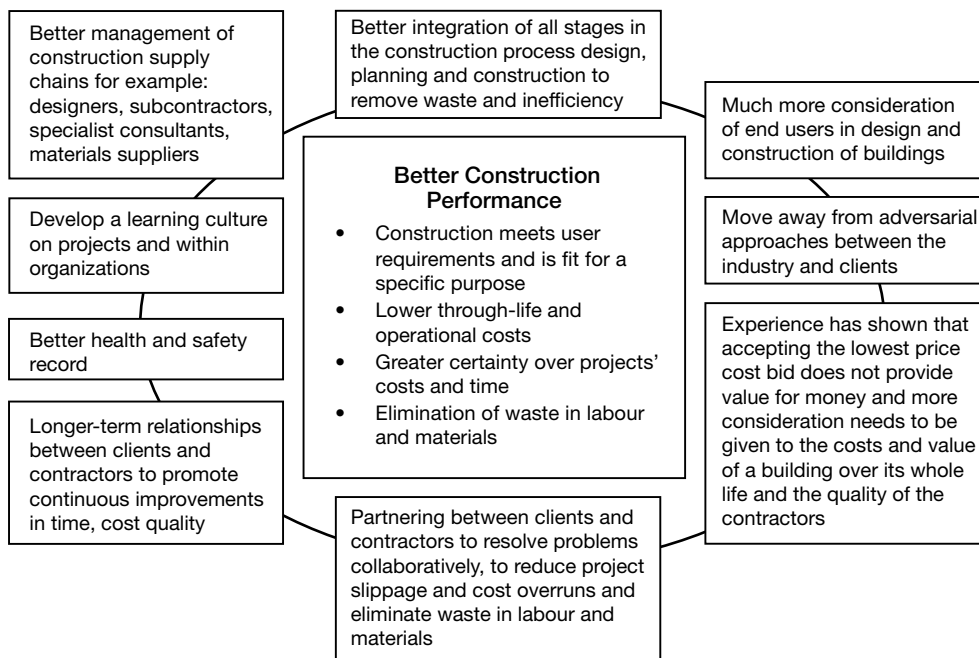 Better management of
construction supply
chains for example:
designers, subcontractors,
specialist consultants,
materials suppliers
Better integration of all stages in
the construction process design,
planning and construction to
remove waste and inefficiency
Much more consideration
of end users in design and
construction of buildings
Better Construction
Performance
• Construction meets user
requirements and is fit for a
specific purpose
• Lower through-life and
operational costs
• Greater certainty over projects’
costs and time
• Elimination of waste in labour
and materials
Develop a learning culture
on projects and within
organizations
Move away from adversarial
approaches between the
industry and clients
Better health and safety
record
Experience has shown that
accepting the lowest price
cost bid does not provide
value for money and more
consideration needs to be
given to the costs and value
of a building over its whole
life and the quality of the
contractors
Longer-term relationships
between clients and
contractors to promote
continuous improvements
in time, cost quality
Partnering between clients and
contractors to resolve problems
collaboratively, to reduce project
slippage and cost overruns and
eliminate waste in labour and
materials